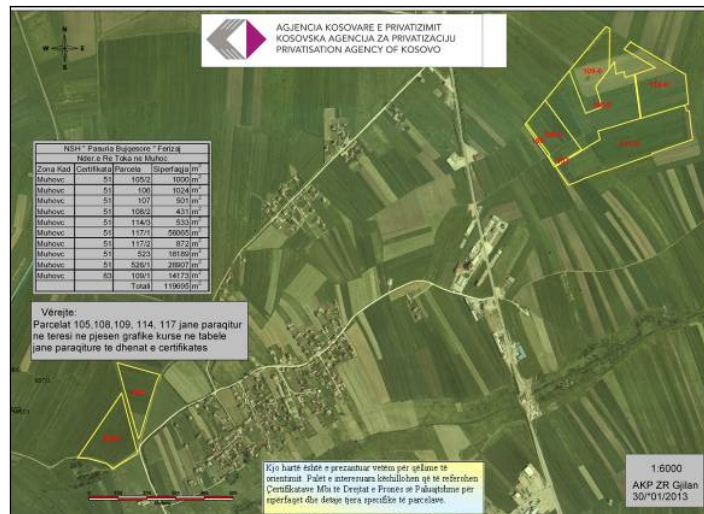 AGJENCIA KOSOVARE E PRIVATIZIMIT
KOSOVSKA AGENCIJA ZA PRIVATIZACIJU
PRIVATISATION AGENCY OF KOSOVO
N
W E
S
NSH " Pasuria Bujqesore " Ferizaj
Nder.e Re Toka ne Muhoc
Zona Kad Certifikata Parcela Siperfaqja m²
Muhovc 51 105/2 1000 m²
Muhovc 51 106 1024 m²
Muhovc 51 107 501 m²
Muhovc 51 108/2 431 m²
Muhovc 51 114/3 533 m²
Muhovc 51 117/1 56065 m²
Muhovc 51 117/2 872 m²
Muhovc 51 523 16189 m²
Muhovc 51 526/1 28907 m²
Muhovc 63 109/1 14173 m²
Totali 119695 m²
Vërejte:
Parcelat 105,108,109, 114, 117 jane paraqitur
ne teresi ne pjesen grafike kurse ne tabele
jane paraqiture te dhenat e certifikates
109-0
Kjo hartë është e prezantuar vetëm për qëllime të
orientimit. Palët e interesuara këshillohen që të referohen
Çertifikatave Mbi të Drejtat e Pronës së Paluajtshme për
sipërfaqet dhe detaje tjera specifike të parcelave.
1:6000
AKP ZR Gjilan
30/*01/2013